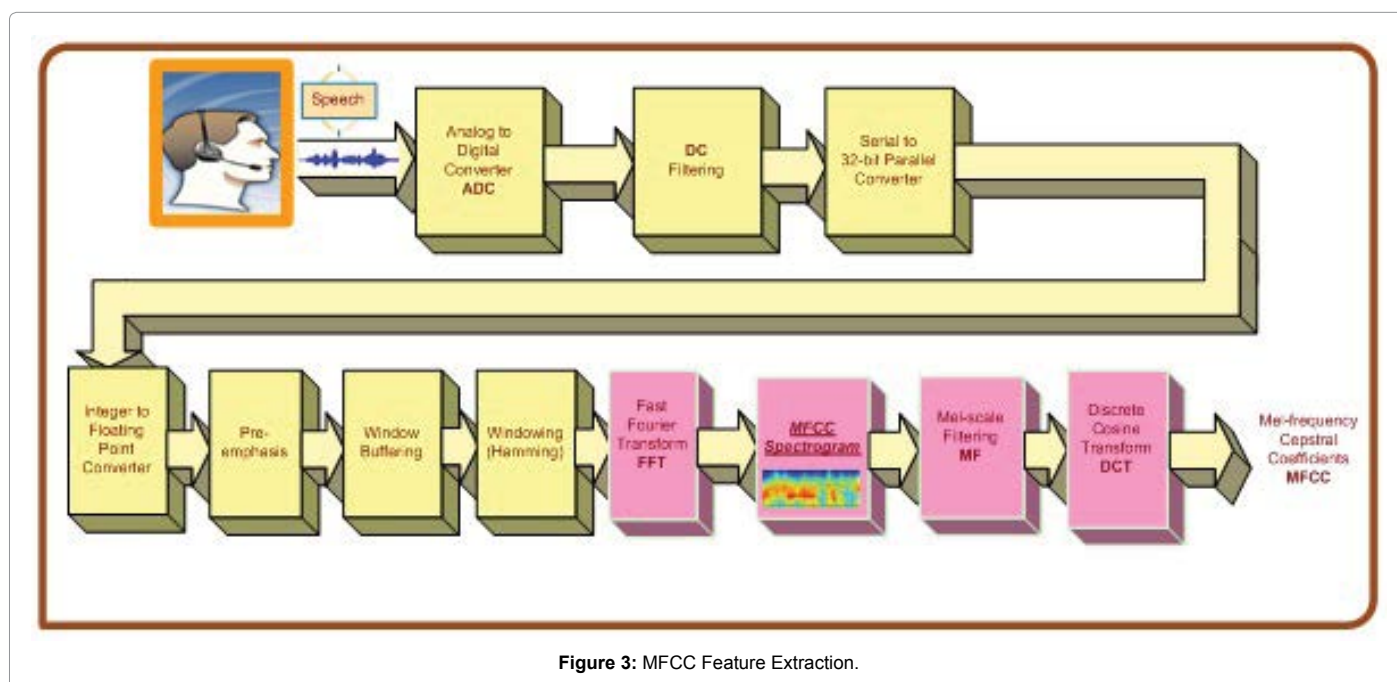 Speech
Analog to
Digital
Converter
ADC
DC
Filtering
Serial to
32-bit Parallel
Converter
Integer to
Floating
Point
Converter
Pre-
emphasis
Window
Buffering
Windowing
(Hamming)
Fast
Fourier
Transform
FFT
MFCC
Spectrogram
Mel-scale
Filtering
MF
Discrete
Cosine
Transform
DCT
Mel-frequency
Cepstral
Coefficients
MFCC
Figure 3: MFCC Feature Extraction.